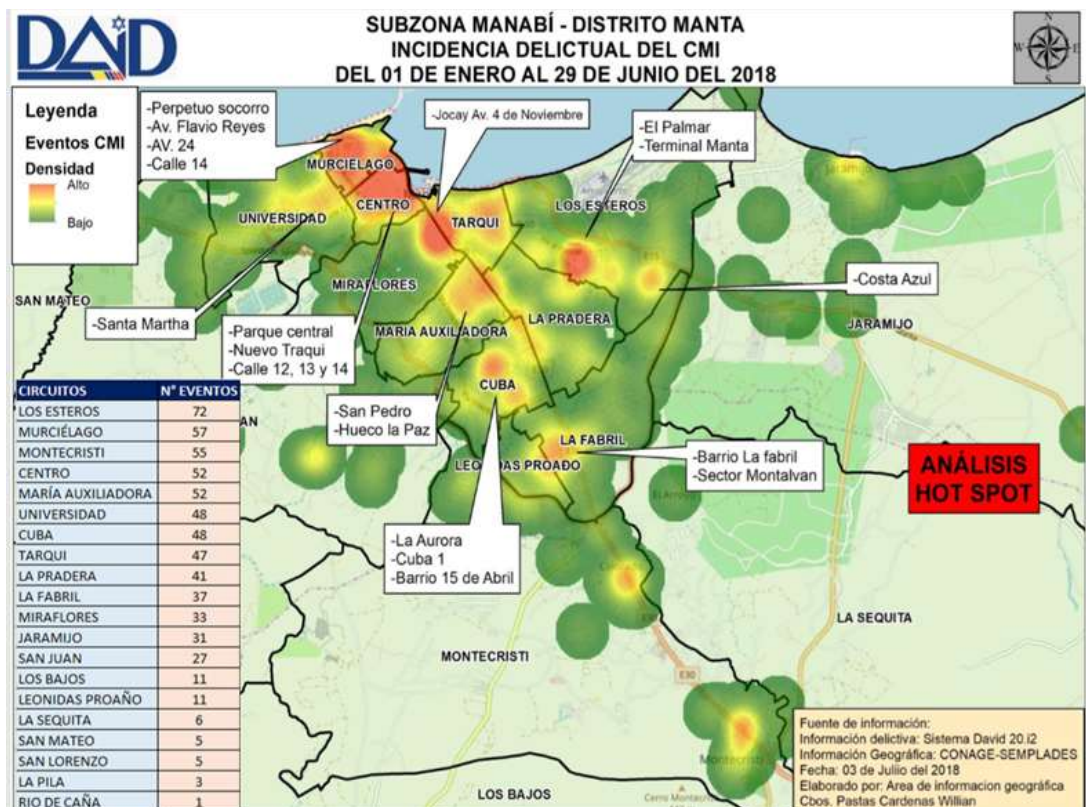 DAID
SUBZONA MANABÍ - DISTRITO MANTA
INCIDENCIA DELICTUAL DEL CMI
DEL 01 DE ENERO AL 29 DE JUNIO DEL 2018
N
W
E
S
Leyenda
Eventos CMI
Densidad
Alto
Bajo
-Perpetuo socorro
-Av. Flavio Reyes
-AV. 24
-Calle 14
-Jocay Av. 4 de Noviembre
-El Palmar
-Terminal Manta
MURCIÉLAGO
CENTRO
UNIVERSIDAD
TARQUI
LOS ESTEROS
Jaramijó
MIRAFLORES
SAN MATEO
-Costa Azul
-Santa Martha
-Parque central
-Nuevo Traqui
-Calle 12, 13 y 14
MARIA AUXILIADORA
LA PRADERA
JARAMIJO
CUBA
-San Pedro
-Hueco la Paz
LA FABRIL
LEONIDAS PROAÑO
-Barrio La fabril
-Sector Montalvan
ANÁLISIS
HOT SPOT
-La Aurora
-Cuba 1
-Barrio 15 de Abril
LA SEQUITA
MONTECRISTI
E30
LOS BAJOS
CIRCUITOS N° EVENTOS
LOS ESTEROS 72
MURCIÉLAGO 57
MONTECRISTI 55
CENTRO 52
MARÍA AUXILIADORA 52
UNIVERSIDAD 48
CUBA 48
TARQUI 47
LA PRADERA 41
LA FABRIL 37
MIRAFLORES 33
JARAMIJO 31
SAN JUAN 27
LOS BAJOS 11
LEONIDAS PROAÑO 11
LA SEQUITA 6
SAN MATEO 5
SAN LORENZO 5
LA PILA 3
RIO DE CAÑA 1
Fuente de información:
Información delictiva: Sistema David 20.i2
Información Geográfica: CONAGE-SEMPLADES
Fecha: 03 de Juliio del 2018
Elaborado por: Area de informacion geográfica
Cbos. Pastas Cardenas Willian